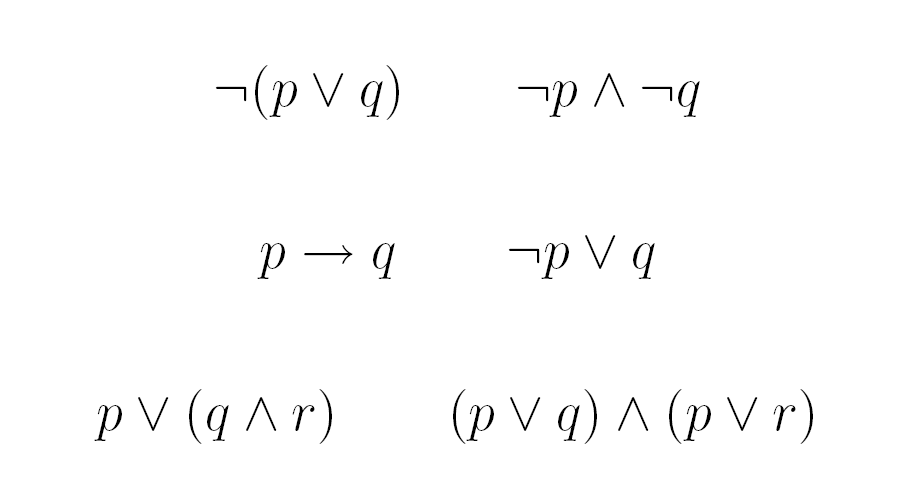 ¬(p ∨ q) ¬p ∧ ¬q
p → q ¬p ∨ q
p ∨ (q ∧ r) (p ∨ q) ∧ (p ∨ r)